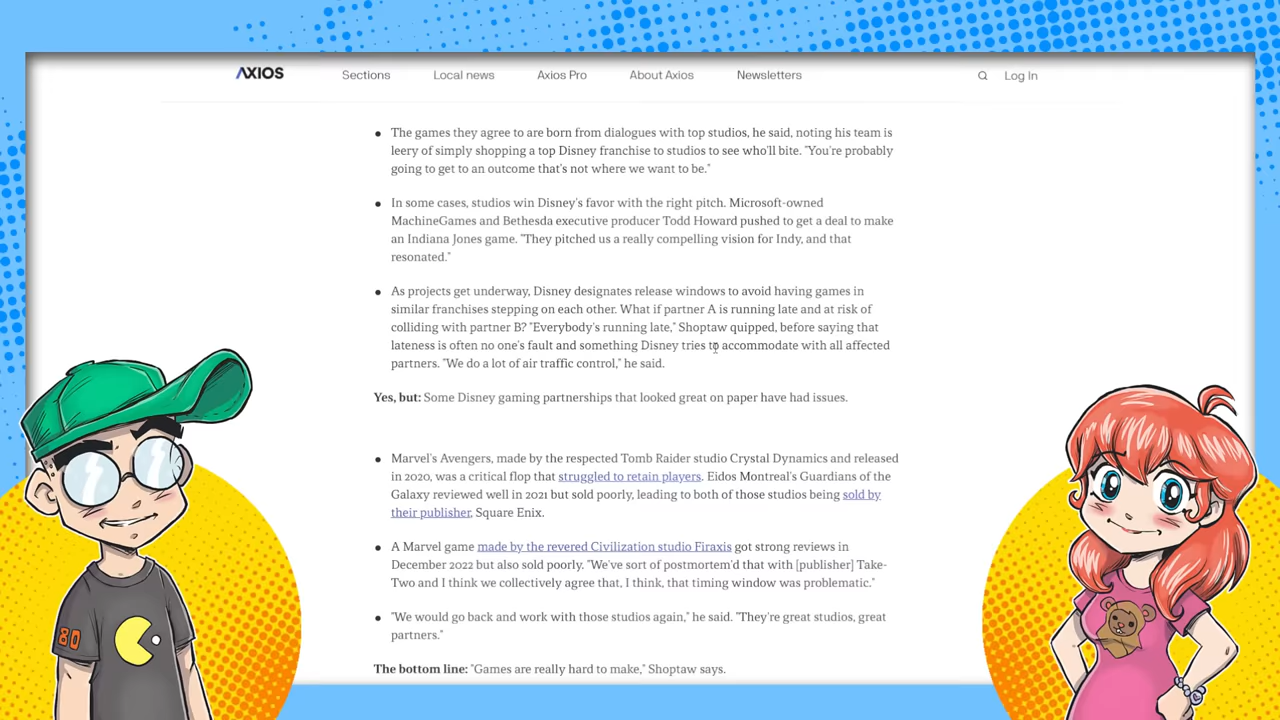 AXIOS Sections Local news Axios Pro About Axios Newsletters Log In
• The games they agree to are born from dialogues with top studios, he said, noting his team is
leery of simply shopping a top Disney franchise to studios to see who'll bite. "You're probably
going to get to an outcome that's not where we want to be."
• In some cases, studios win Disney's favor with the right pitch. Microsoft-owned
MachineGames and Bethesda executive producer Todd Howard pushed to get a deal to make
an Indiana Jones game. "They pitched us a really compelling vision for Indy, and that
resonated."
• As projects get underway, Disney designates release windows to avoid having games in
similar franchises stepping on each other. What if partner A is running late and at risk of
colliding with partner B? "Everybody's running late," Shoptaw quipped, before saying that
lateness is often no one's fault and something Disney tries to accommodate with all affected
partners. "We do a lot of air traffic control," he said.
Yes, but: Some Disney gaming partnerships that looked great on paper have had issues.
• Marvel's Avengers, made by the respected Tomb Raider studio Crystal Dynamics and released
in 2020, was a critical flop that struggled to retain players. Eidos Montreal's Guardians of the
Galaxy reviewed well in 2021 but sold poorly, leading to both of those studios being sold by
their publisher, Square Enix.
• A Marvel game made by the revered Civilization studio Firaxis got strong reviews in
December 2022 but also sold poorly. "We've sort of postmortem'd that with [publisher] Take-
Two and I think we collectively agree that, I think, that timing window was problematic."
• "We would go back and work with those studios again," he said. "They're great studios, great
partners."
The bottom line: "Games are really hard to make," Shoptaw says.
80